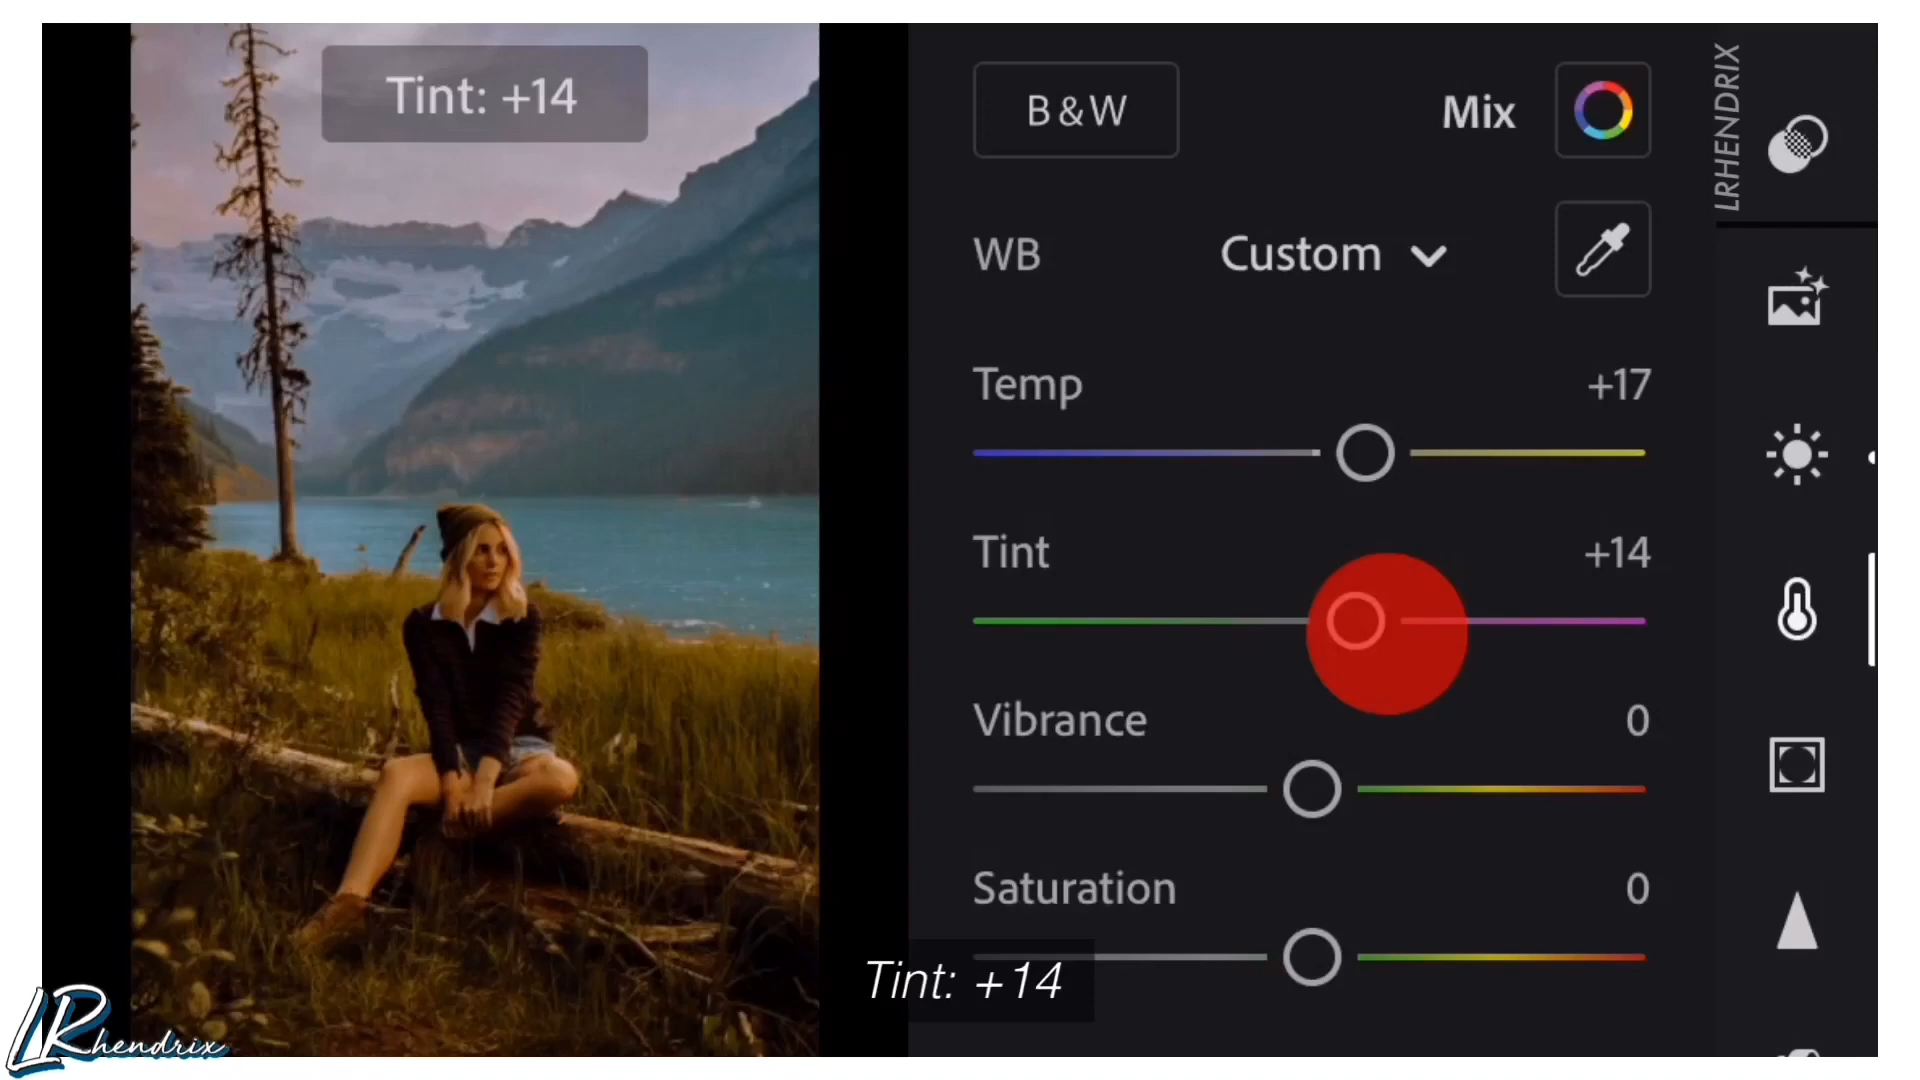 Tint: +14
B&W
Mix
LRHENDRIX
WB
Custom
Temp
+17
Tint
+14
Vibrance
0
Saturation
0
Tint: +14
LRhendrix